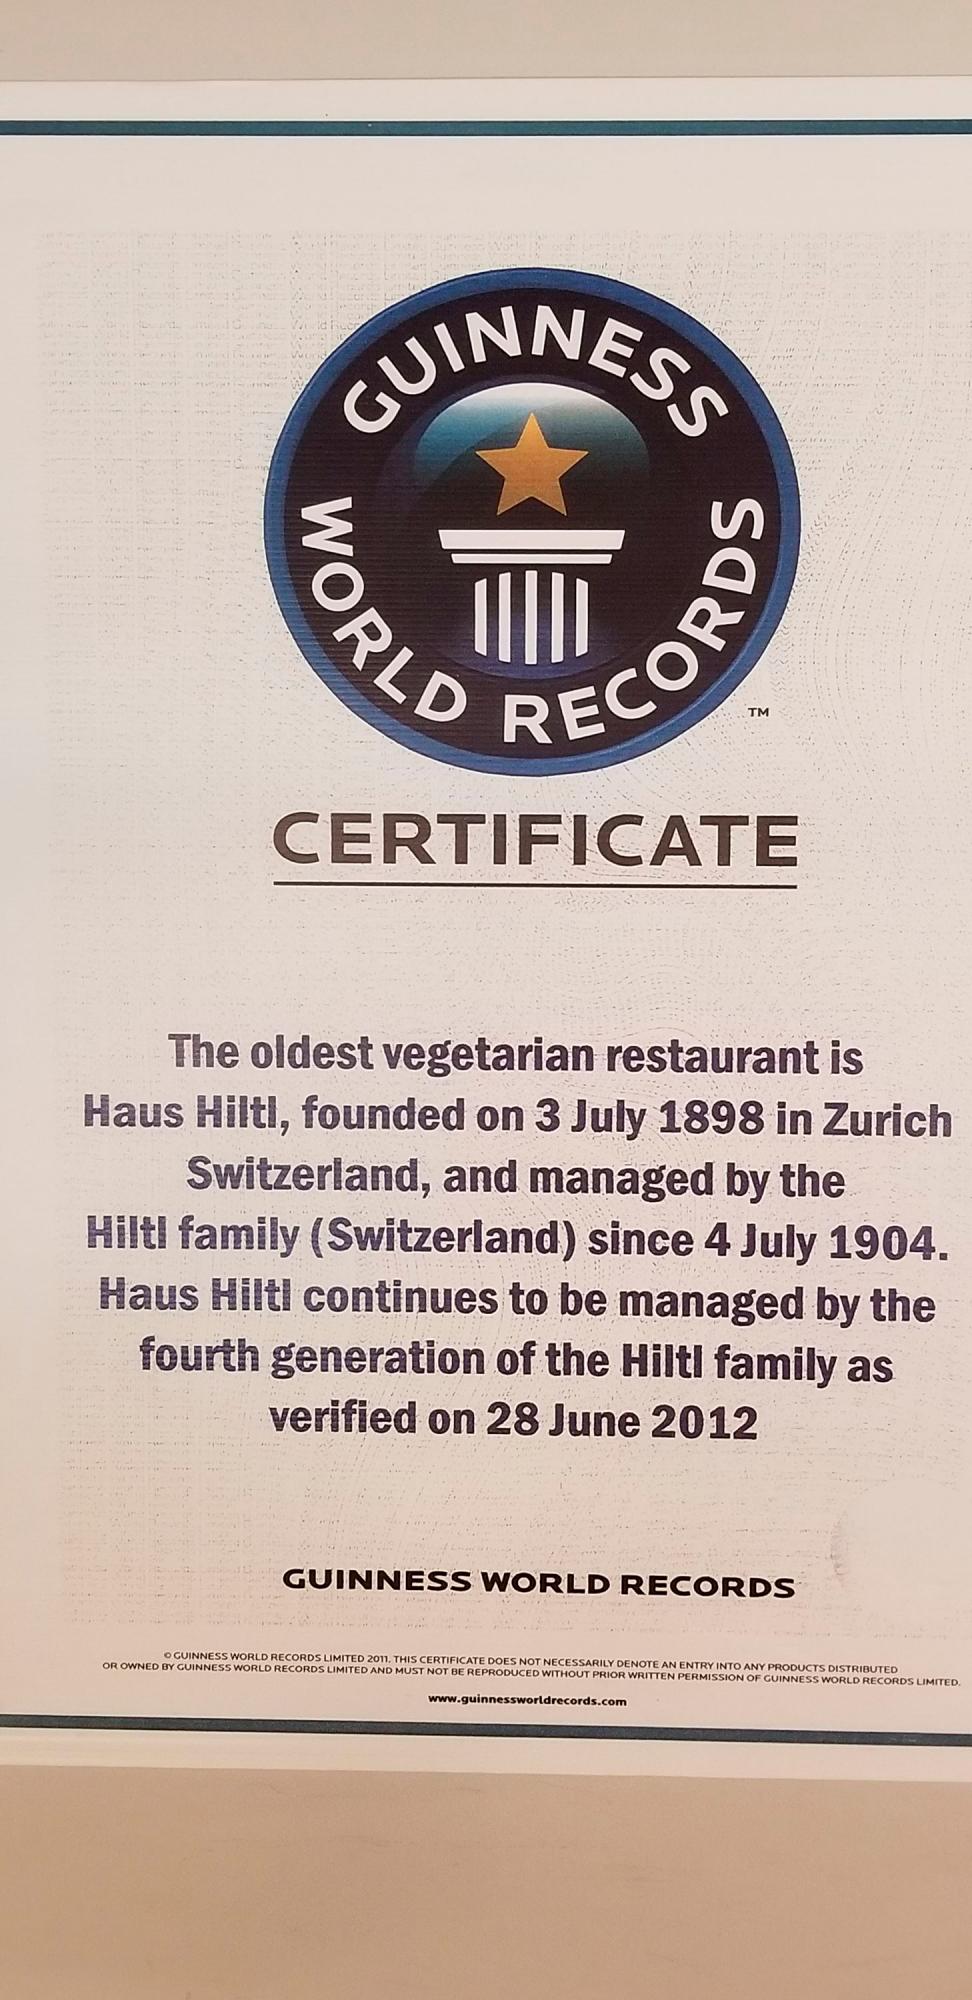 GUINNESS
WORLD RECORDS
TM
CERTIFICATE
The oldest vegetarian restaurant is
Haus Hiltl, founded on 3 July 1898 in Zurich
Switzerland, and managed by the
Hiltl family (Switzerland) since 4 July 1904.
Haus Hiltl continues to be managed by the
fourth generation of the Hiltl family as
verified on 28 June 2012
GUINNESS WORLD RECORDS
© GUINNESS WORLD RECORDS LIMITED 2011. THIS CERTIFICATE DOES NOT NECESSARILY DENOTE AN ENTRY INTO ANY PRODUCTS DISTRIBUTED
OR OWNED BY GUINNESS WORLD RECORDS LIMITED AND MUST NOT BE REPRODUCED WITHOUT PRIOR WRITTEN PERMISSION OF GUINNESS WORLD RECORDS LIMITED.
www.guinnessworldrecords.com